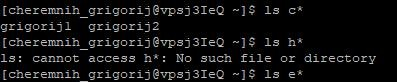 [cheremnih_grigorij@vpsj3IeQ ~]$ ls c*
grigorij1  grigorij2
[cheremnih_grigorij@vpsj3IeQ ~]$ ls h*
ls: cannot access h*: No such file or directory
[cheremnih_grigorij@vpsj3IeQ ~]$ ls e*